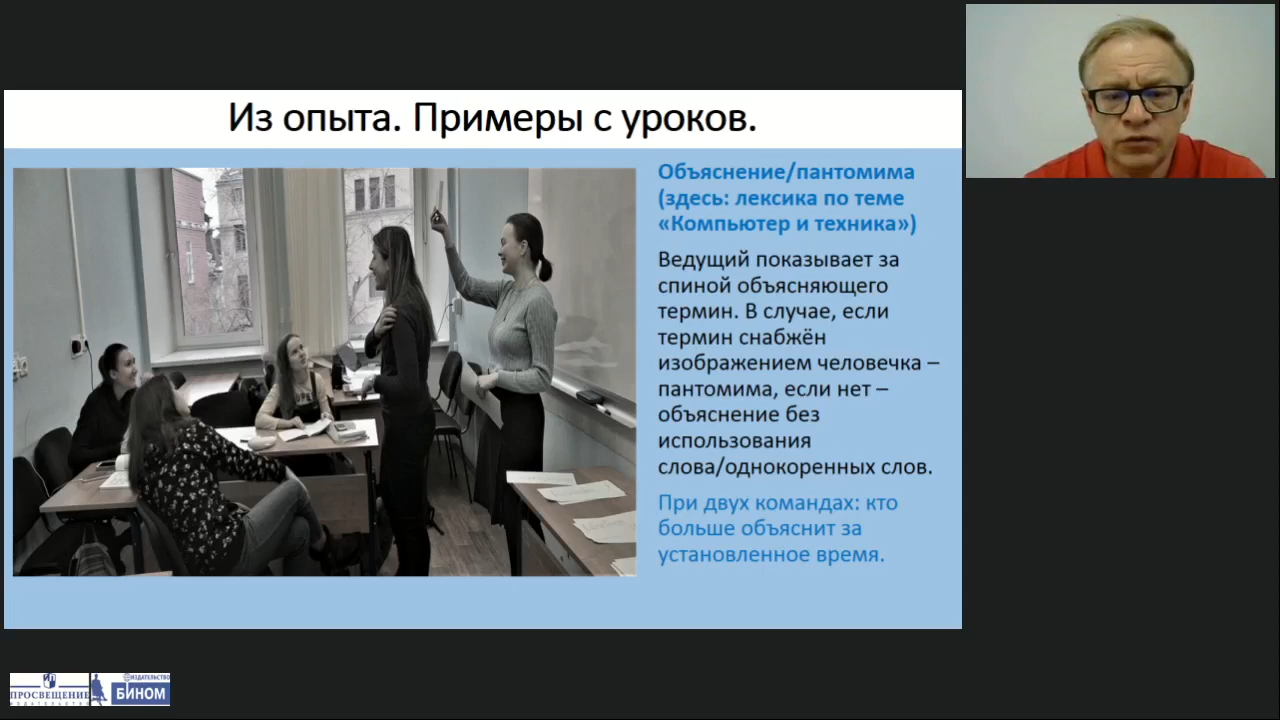 Из опыта. Примеры с уроков.
Объяснение/пантомима
(здесь: лексика по теме
«Компьютер и техника»)
Ведущий показывает за
спиной объясняющего
термин. В случае, если
термин снабжён
изображением человечка –
пантомима, если нет –
объяснение без
использования
слова/однокоренных слов.
При двух командах: кто
больше объяснит за
установленное время.
ПРОСВЕЩЕНИЕ
ИЗДАТЕЛЬСТВО
ИЗДАТЕЛЬСТВО
БИНОМ